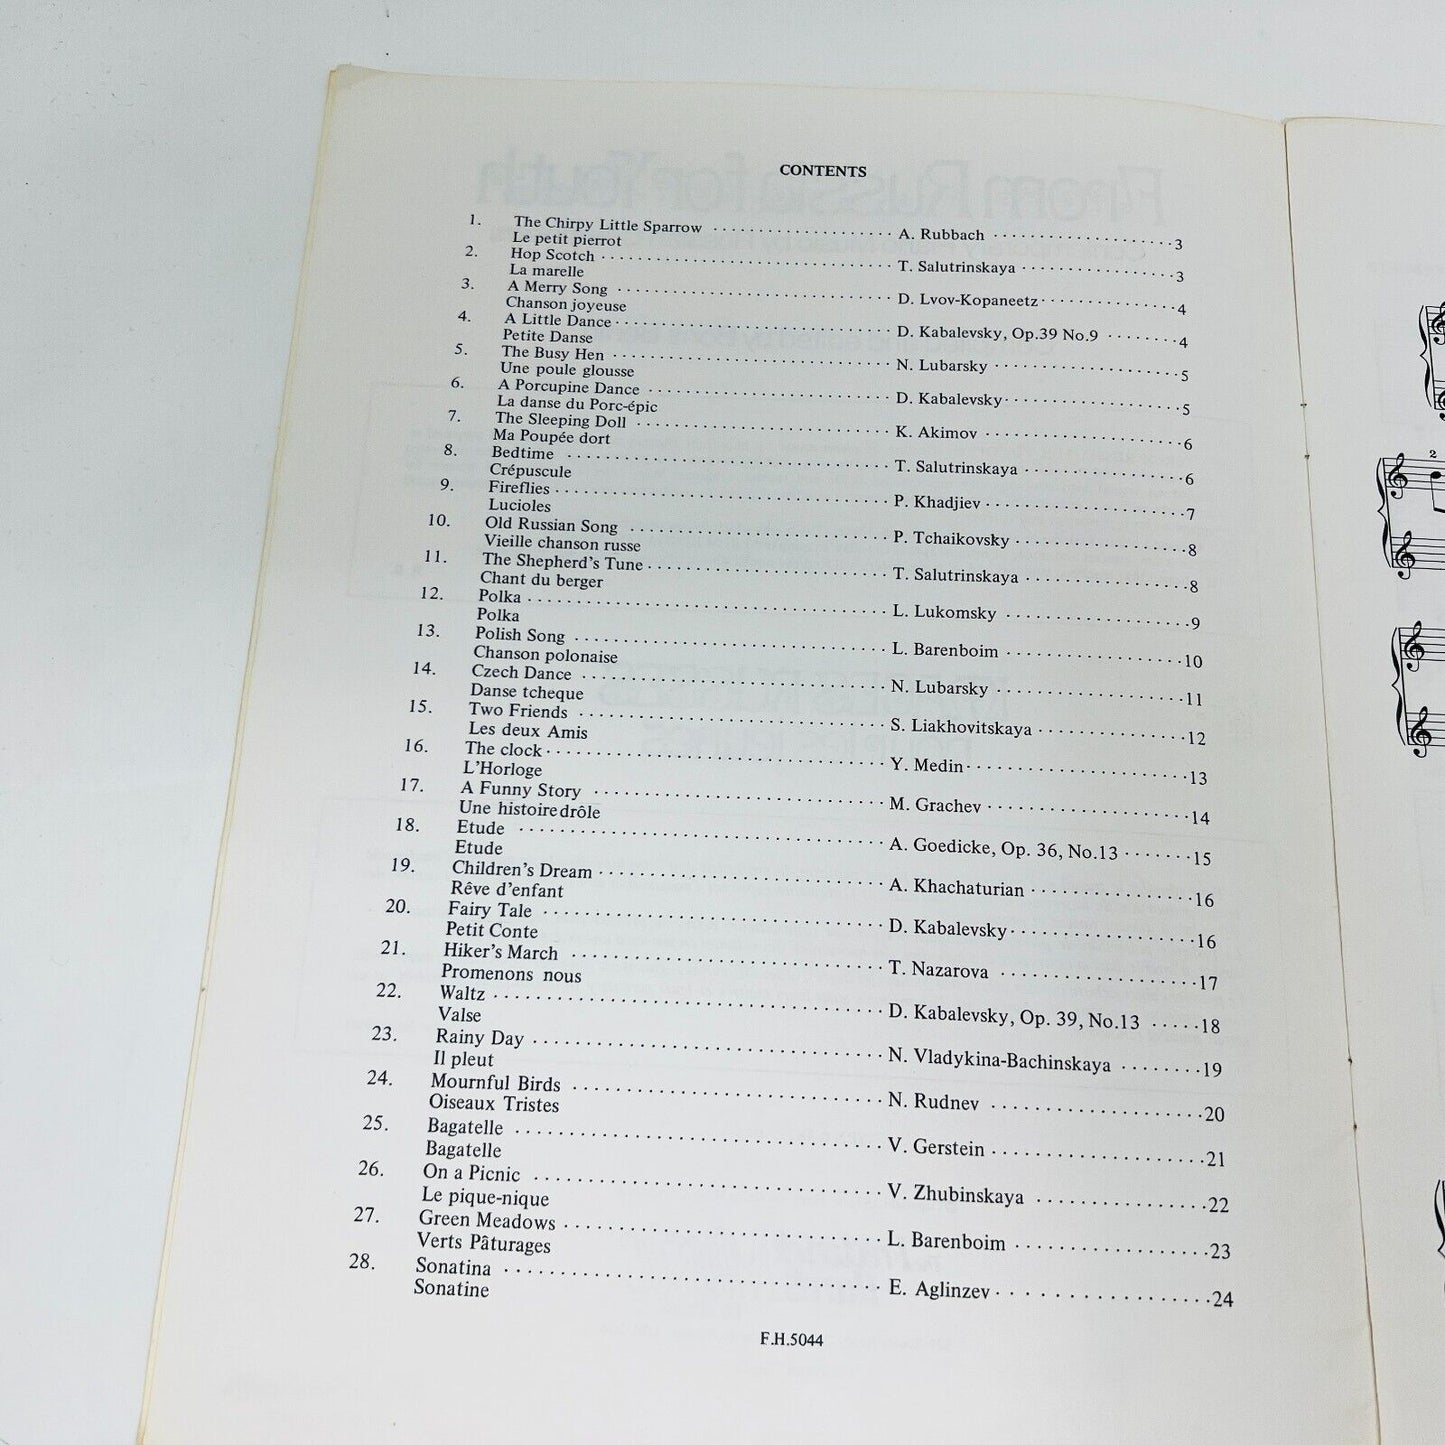 CONTENTS
1. The Chirpy Little Sparrow .................... A. Rubbach ....................3
Le petit pierrot
2. Hop Scotch .............................. T. Salutrinskaya .................3
La marelle
3. A Merry Song ............................ D. Lvov-Kopaneetz ...............4
Chanson joyeuse
4. A Little Dance ........................... D. Kabalevsky, Op.39 No.9 ........4
Petite Danse
5. The Busy Hen ............................ N. Lubarsky ....................5
Une poule glousse
6. A Porcupine Dance ........................ D. Kabalevsky ...................5
La danse du Porc-épic
7. The Sleeping Doll ......................... K. Akimov .....................6
Ma Poupée dort
8. Bedtime ................................ T. Salutrinskaya .................6
Crépuscule
9. Fireflies ................................. P. Khadjiev .....................7
Lucioles
10. Old Russian Song ......................... P. Tchaikovsky ..................8
Vieille chanson russe
11. The Shepherd's Tune ....................... T. Salutrinskaya .................8
Chant du berger
12. Polka ................................... L. Lukomsky ...................9
Polka
13. Polish Song .............................. L. Barenboim ..................10
Chanson polonaise
14. Czech Dance ............................. N. Lubarsky ...................11
Danse tcheque
15. Two Friends ............................. S. Liakhovitskaya ...............12
Les deux Amis
16. The clock ................................ Y. Medin ......................13
L'Horloge
17. A Funny Story ........................... M. Grachev ....................14
Une histoire drôle
18. Etude .................................. A. Goedicke, Op. 36, No.13 .......15
Etude
19. Children's Dream .......................... A. Khachaturian ................16
Rêve d'enfant
20. Fairy Tale ............................... D. Kabalevsky ..................16
Petit Conte
21. Hiker's March ............................ T. Nazarova ...................17
Promenons nous
22. Waltz ................................... D. Kabalevsky, Op. 39, No.13 .....18
Valse
23. Rainy Day ................................ N. Vladykina-Bachinskaya ........19
Il pleut
24. Mournful Birds ............................ N. Rudnev ....................20
Oiseaux Tristes
25. Bagatelle ................................ V. Gerstein ....................21
Bagatelle
26. On a Picnic .............................. V. Zhubinskaya ................22
Le pique-nique
27. Green Meadows ........................... L. Barenboim ..................23
Verts Pâturages
28. Sonatina ................................ E. Aglinzev ....................24
Sonatine
F.H.5044
2